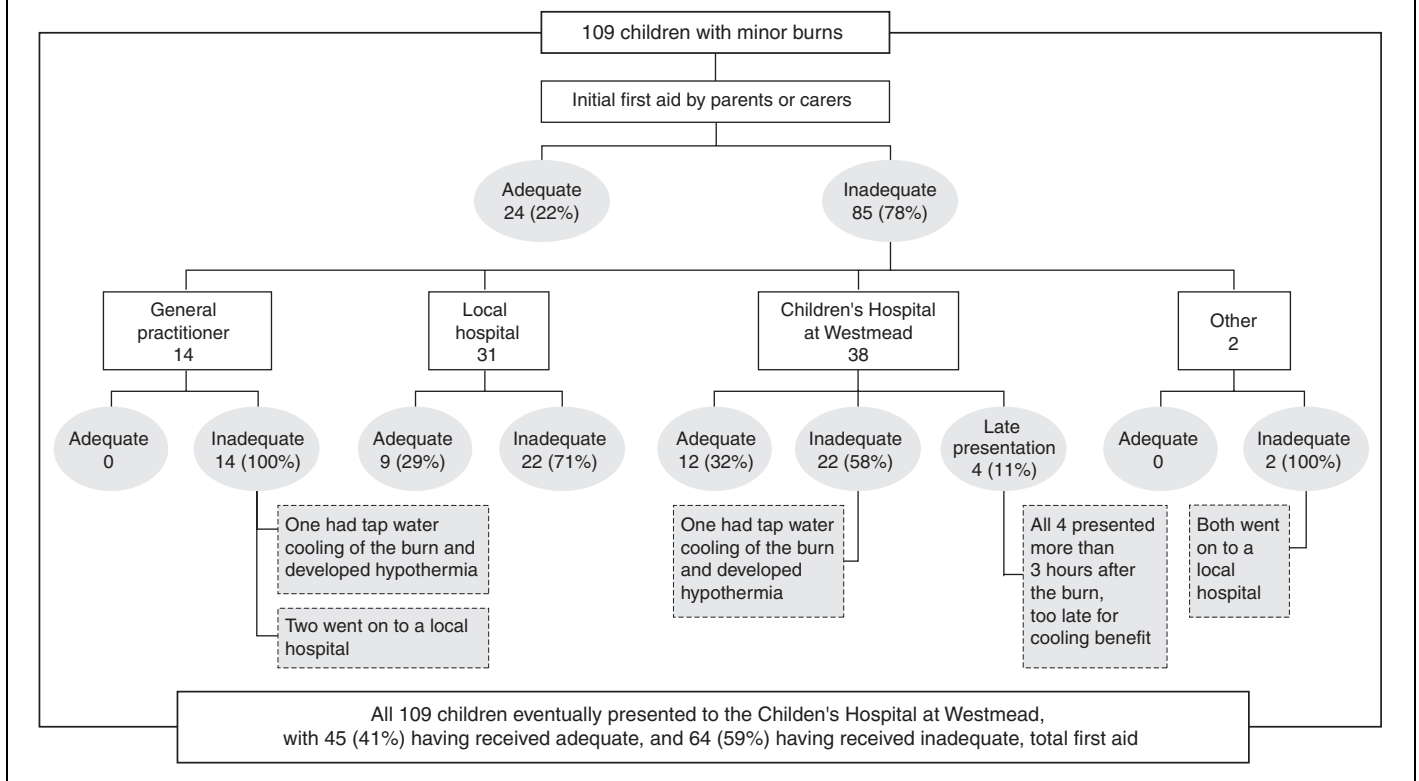 109 children with minor burns
Initial first aid by parents or carers
Adequate
24 (22%)
Inadequate
85 (78%)
General
practitioner
14
Local
hospital
31
Children's Hospital
at Westmead
38
Other
2
Adequate
0
Inadequate
14 (100%)
Adequate
9 (29%)
Inadequate
22 (71%)
Adequate
12 (32%)
Inadequate
22 (58%)
Late
presentation
4 (11%)
Adequate
0
Inadequate
2 (100%)
One had tap water
cooling of the burn and
developed hypothermia
Two went on to a local
hospital
One had tap water
cooling of the burn
and developed
hypothermia
All 4 presented
more than
3 hours after
the burn,
too late for
cooling benefit
Both went
on to a
local
hospital
All 109 children eventually presented to the Childen's Hospital at Westmead,
with 45 (41%) having received adequate, and 64 (59%) having received inadequate, total first aid